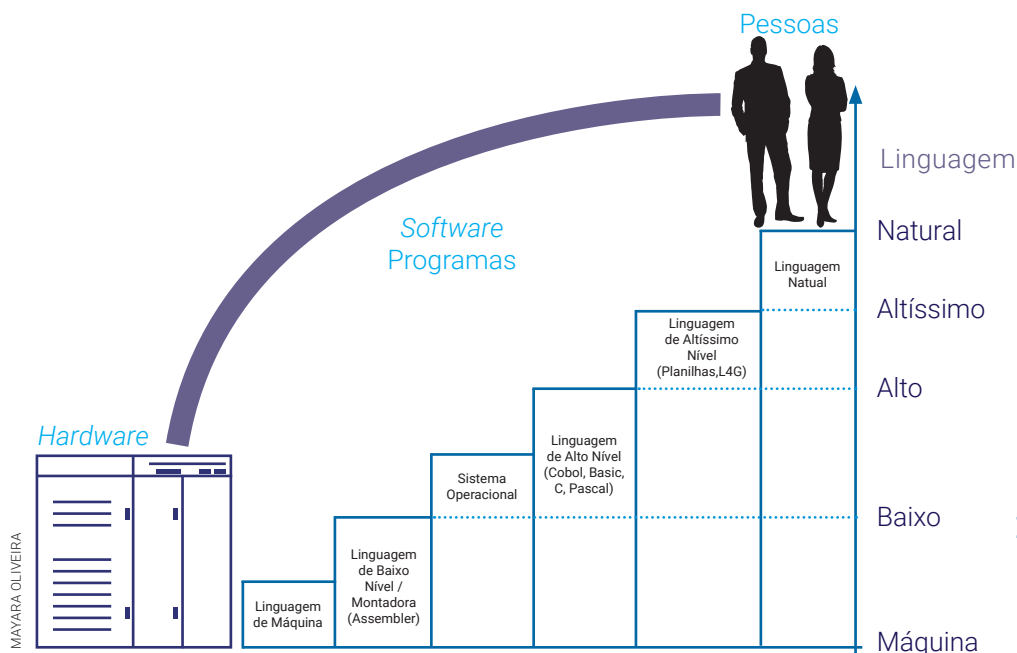 Pessoas
Linguagem
Software
Programas
Natural
Linguagem
Natual
Altíssimo
Linguagem
de Altíssimo
Nível
(Planilhas,L4G)
Alto
Hardware
Linguagem
de Alto Nível
(Cobol, Basic,
C, Pascal)
Sistema
Operacional
Baixo
Linguagem
de Baixo
Nível /
Montadora
(Assembler)
Linguagem
de Máquina
Máquina
MAYARA OLIVEIRA